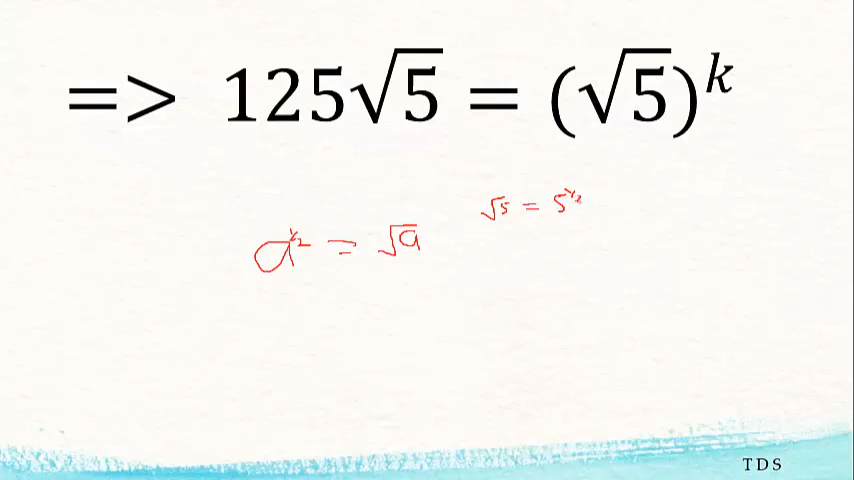 => 125√5 = (√5)^k
√5 = 5^½
a^½ = √a
TDS